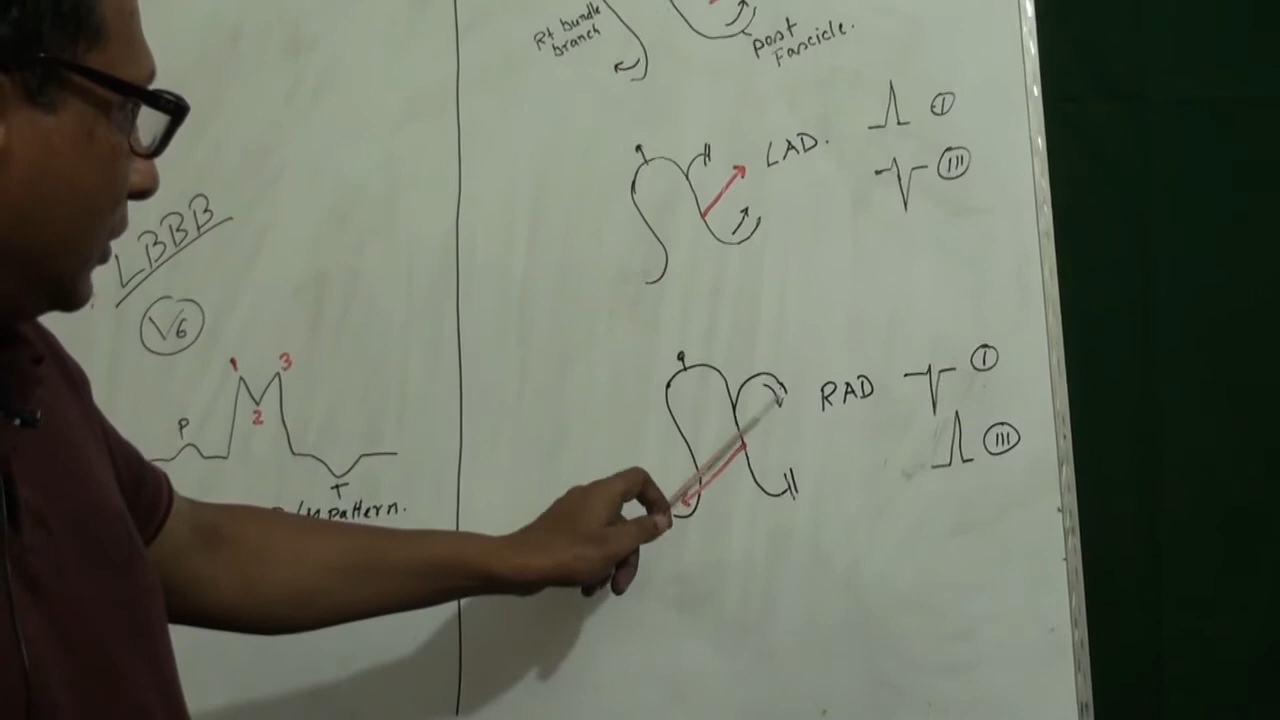 LBBB
V6
1
3
2
P
T
pattern.
Rt bundle
branch
post
Fascicle.
LAD.
I
III
RAD
I
III